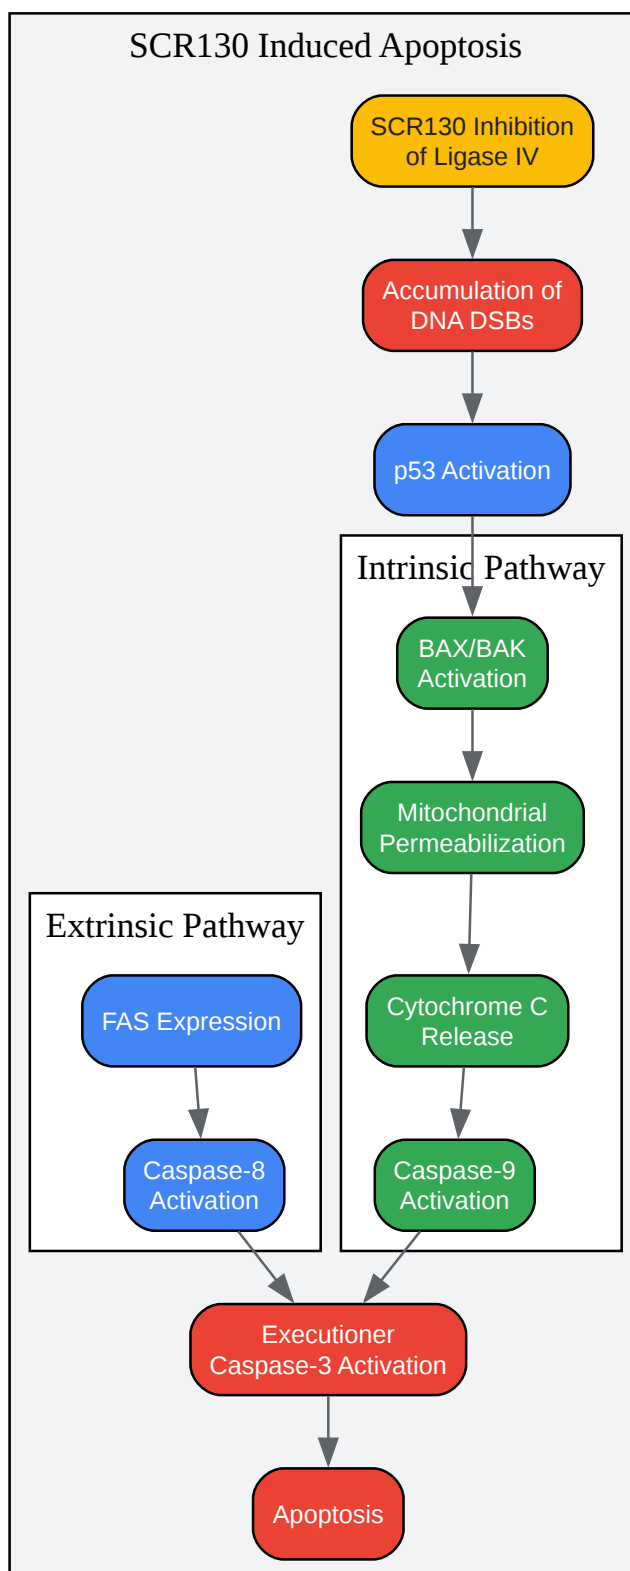 SCR130 Induced Apoptosis
SCR130 Inhibition
of Ligase IV
Accumulation of
DNA DSBs
p53 Activation
Intrinsic Pathway
BAX/BAK
Activation
Mitochondrial
Permeabilization
Extrinsic Pathway
FAS Expression
Cytochrome C
Release
Caspase-8
Activation
Caspase-9
Activation
Executioner
Caspase-3 Activation
Apoptosis